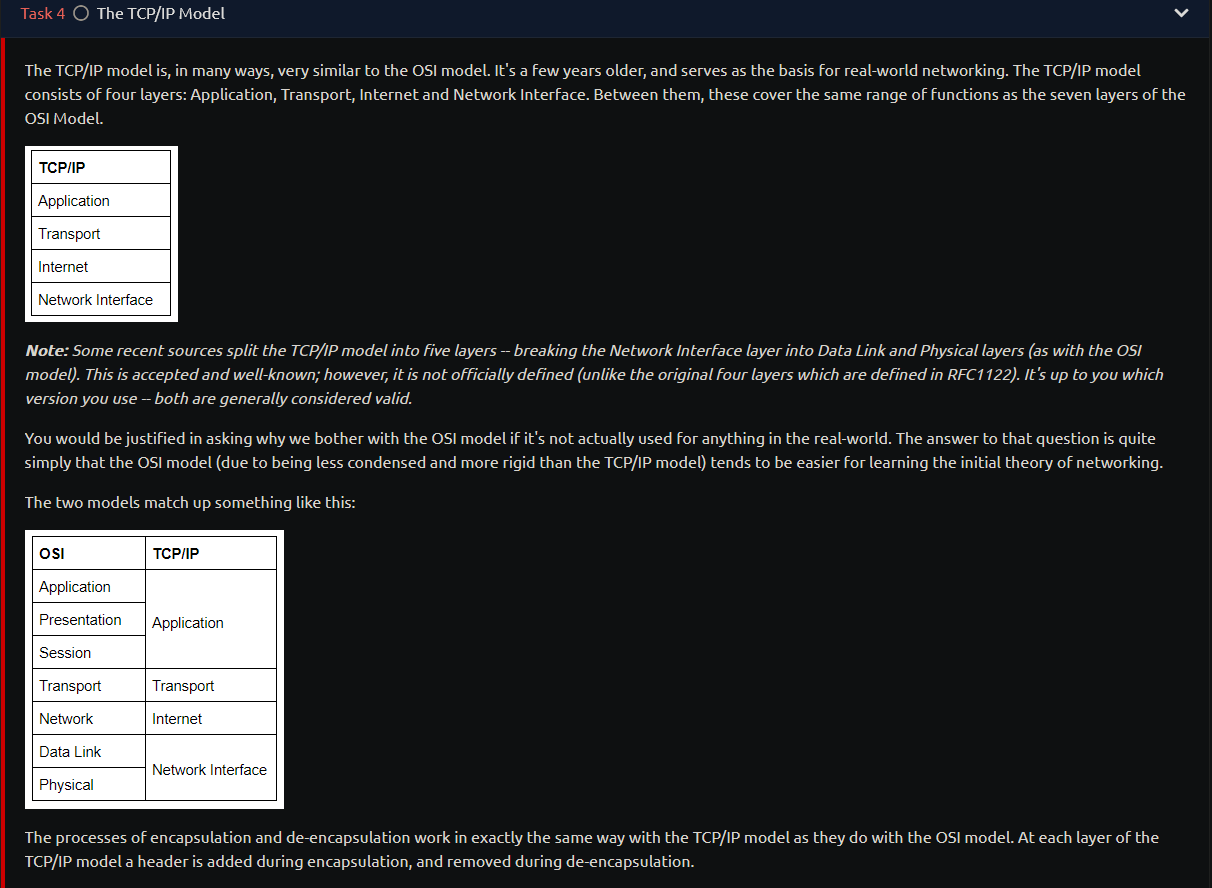 Task 4 The TCP/IP Model
The TCP/IP model is, in many ways, very similar to the OSI model. It's a few years older, and serves as the basis for real-world networking. The TCP/IP model
consists of four layers: Application, Transport, Internet and Network Interface. Between them, these cover the same range of functions as the seven layers of the
OSI Model.
TCP/IP
Application
Transport
Internet
Network Interface
Note: Some recent sources split the TCP/IP model into five layers -- breaking the Network Interface layer into Data Link and Physical layers (as with the OSI
model). This is accepted and well-known; however, it is not officially defined (unlike the original four layers which are defined in RFC1122). It's up to you which
version you use -- both are generally considered valid.
You would be justified in asking why we bother with the OSI model if it's not actually used for anything in the real-world. The answer to that question is quite
simply that the OSI model (due to being less condensed and more rigid than the TCP/IP model) tends to be easier for learning the initial theory of networking.
The two models match up something like this:
OSI TCP/IP
Application
Presentation Application
Session
Transport Transport
Network Internet
Data Link
Network Interface
Physical
The processes of encapsulation and de-encapsulation work in exactly the same way with the TCP/IP model as they do with the OSI model. At each layer of the
TCP/IP model a header is added during encapsulation, and removed during de-encapsulation.